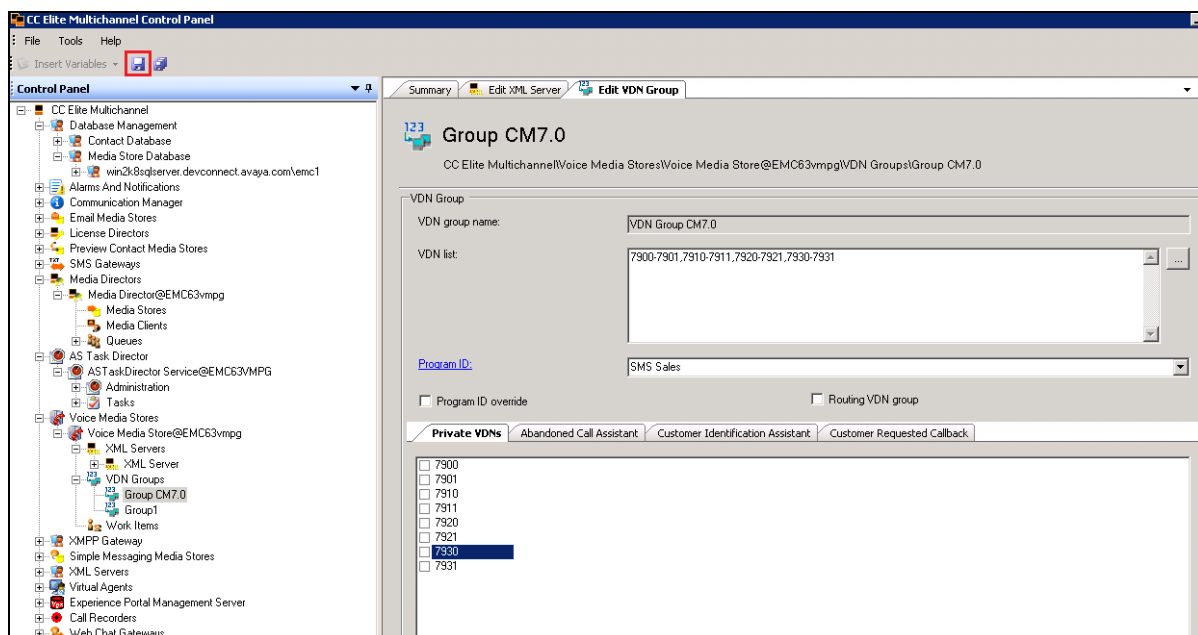 CC Elite Multichannel Control Panel
File Tools Help
Insert Variables
Control Panel
CC Elite Multichannel
Database Management
Contact Database
Media Store Database
win2k8sqlserver.devconnect.avaya.com\emc1
Alarms And Notifications
Communication Manager
Email Media Stores
License Directors
Preview Contact Media Stores
TXT SMS Gateways
Media Directors
Media Director@EMC63vmpg
Media Stores
Media Clients
Queues
AS Task Director
ASTaskDirector Service@EMC63VMPG
Administration
Tasks
Voice Media Stores
Voice Media Store@EMC63vmpg
XML Servers
XML Server
123 VDN Groups
123 Group CM7.0
123 Group1
Work Items
XMPP Gateway
Simple Messaging Media Stores
XML Servers
Virtual Agents
Experience Portal Management Server
Call Recorders
Web Chat Gateways
Summary Edit XML Server 123 Edit VDN Group
123 Group CM7.0
CC Elite Multichannel\Voice Media Stores\Voice Media Store@EMC63vmpg\VDN Groups\Group CM7.0
VDN Group
VDN group name: VDN Group CM7.0
VDN list: 7900-7901,7910-7911,7920-7921,7930-7931 ...
Program ID: SMS Sales
Program ID override Routing VDN group
Private VDNs Abandoned Call Assistant Customer Identification Assistant Customer Requested Callback
7900
7901
7910
7911
7920
7921
7930
7931